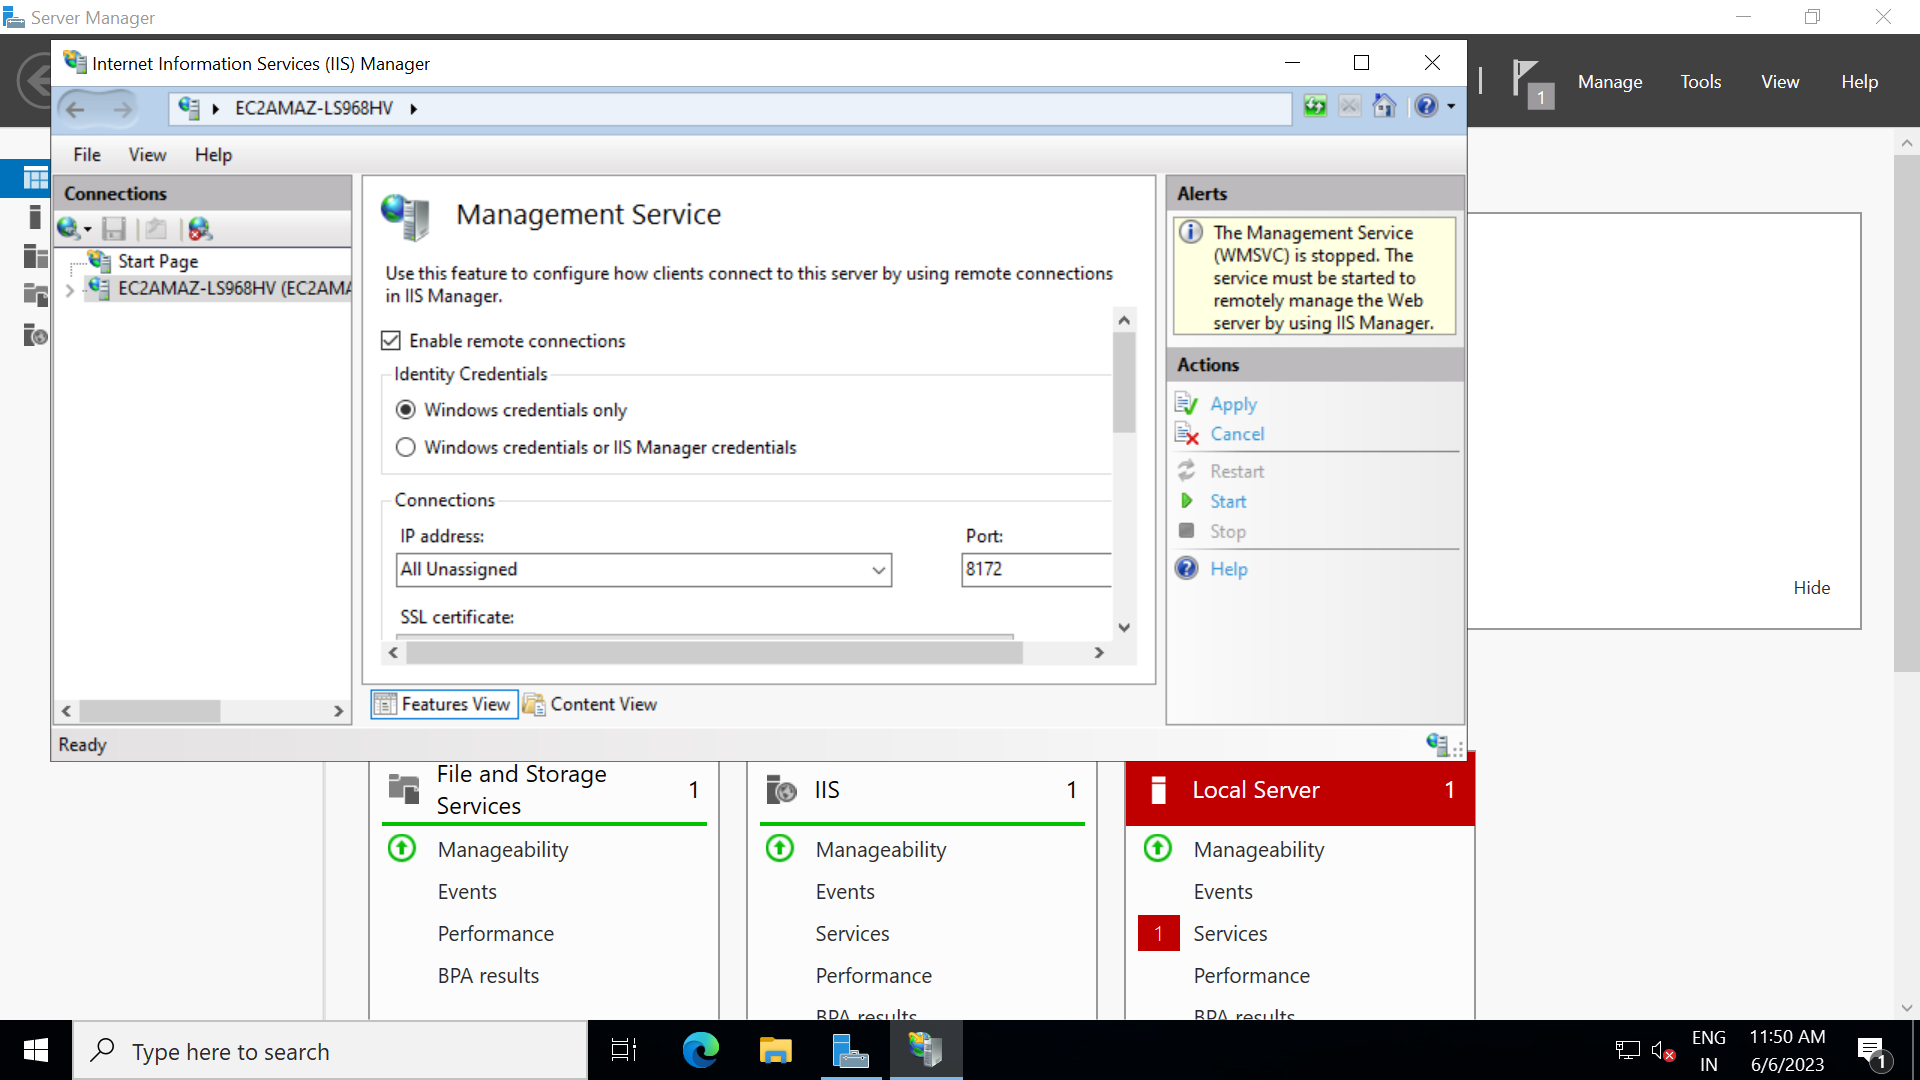 Server Manager
Internet Information Services (IIS) Manager
EC2AMAZ-LS968HV
1
Manage
Tools
View
Help
File
View
Help
Connections
Start Page
EC2AMAZ-LS968HV (EC2AMA
Management Service
Use this feature to configure how clients connect to this server by using remote connections
in IIS Manager.
Enable remote connections
Identity Credentials
Windows credentials only
Windows credentials or IIS Manager credentials
Connections
IP address:
Port:
All Unassigned
8172
SSL certificate:
Features View
Content View
Ready
Alerts
The Management Service
(WMSVC) is stopped. The
service must be started to
remotely manage the Web
server by using IIS Manager.
Actions
Apply
Cancel
Restart
Start
Stop
Help
Hide
File and Storage
Services
1
Manageability
Events
Performance
BPA results
IIS
1
Manageability
Events
Services
Performance
BPA results
Local Server
1
Manageability
Events
1
Services
Performance
BPA results
Type here to search
ENG
IN
11:50 AM
6/6/2023
1